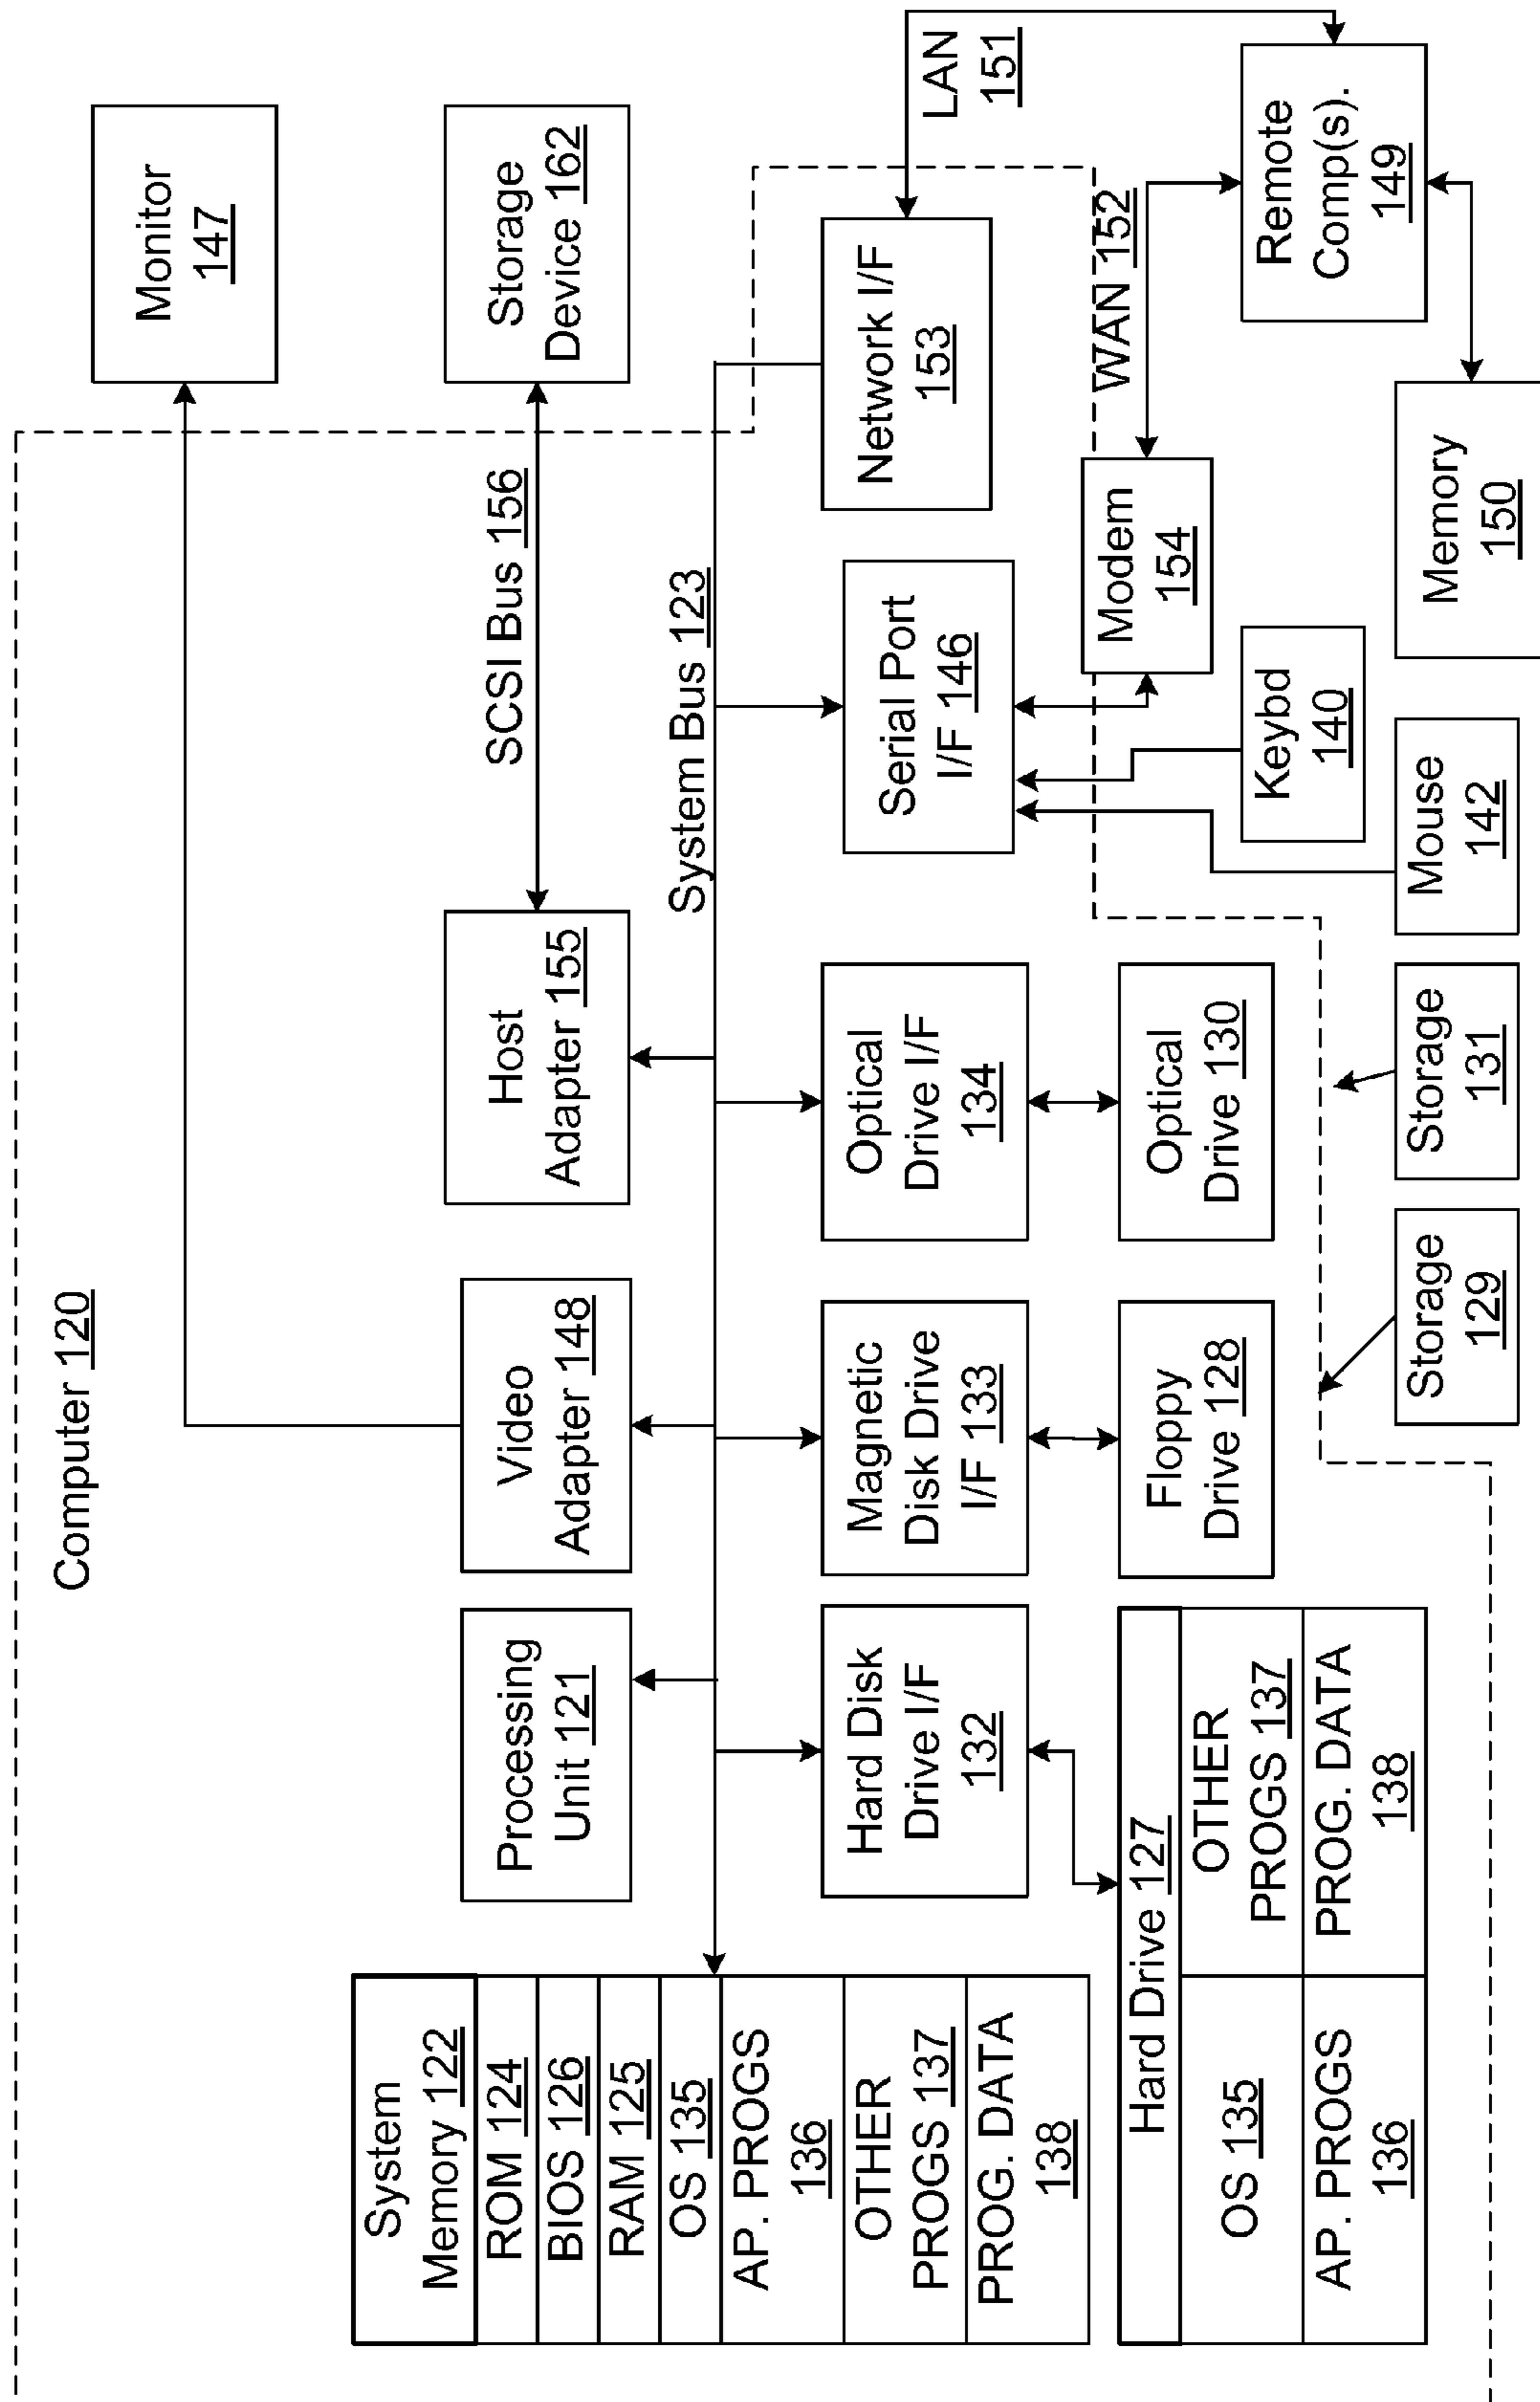 Computer 120
Monitor
147
Storage
Device 162
SCSI Bus 156
Host
Adapter 155
Video
Adapter 148
Processing
Unit 121
System
Memory 122
ROM 124
BIOS 126
RAM 125
OS 135
AP. PROGS
136
OTHER
PROGS 137
PROG. DATA
138
System Bus 123
Hard Disk
Drive I/F
132
Magnetic
Disk Drive
I/F 133
Optical
Drive I/F
134
Serial Port
I/F 146
Network I/F
153
LAN
151
Hard Drive 127
OS 135
OTHER
PROGS 137
AP. PROGS
136
PROG. DATA
138
Floppy
Drive 128
Optical
Drive 130
Modem
154
WAN 152
Keybd
140
Remote
Comp(s).
149
Storage
129
Storage
131
Mouse
142
Memory
150